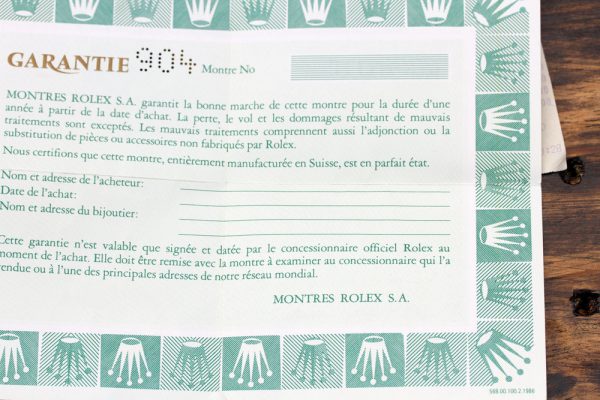 GARANTIE 904 Montre No
MONTRES ROLEX S.A. garantit la bonne marche de cette montre pour la durée d'une
année à partir de la date d'achat. La perte, le vol et les dommages résultant de mauvais
traitements sont exceptés. Les mauvais traitements comprennent aussi l'adjonction ou la
substitution de pièces ou accessoires non fabriqués par Rolex.
Nous certifions que cette montre, entièrement manufacturée en Suisse, est en parfait état.
Nom et adresse de l'acheteur:
Date de l'achat:
Nom et adresse du bijoutier:
Cette garantie n'est valable que signée et datée par le concessionnaire officiel Rolex au
moment de l'achat. Elle doit être remise avec la montre à examiner au concessionnaire qui l'a
vendue ou à l'une des principales adresses de notre réseau mondial.
MONTRES ROLEX S.A.
599.00.100.2.1986